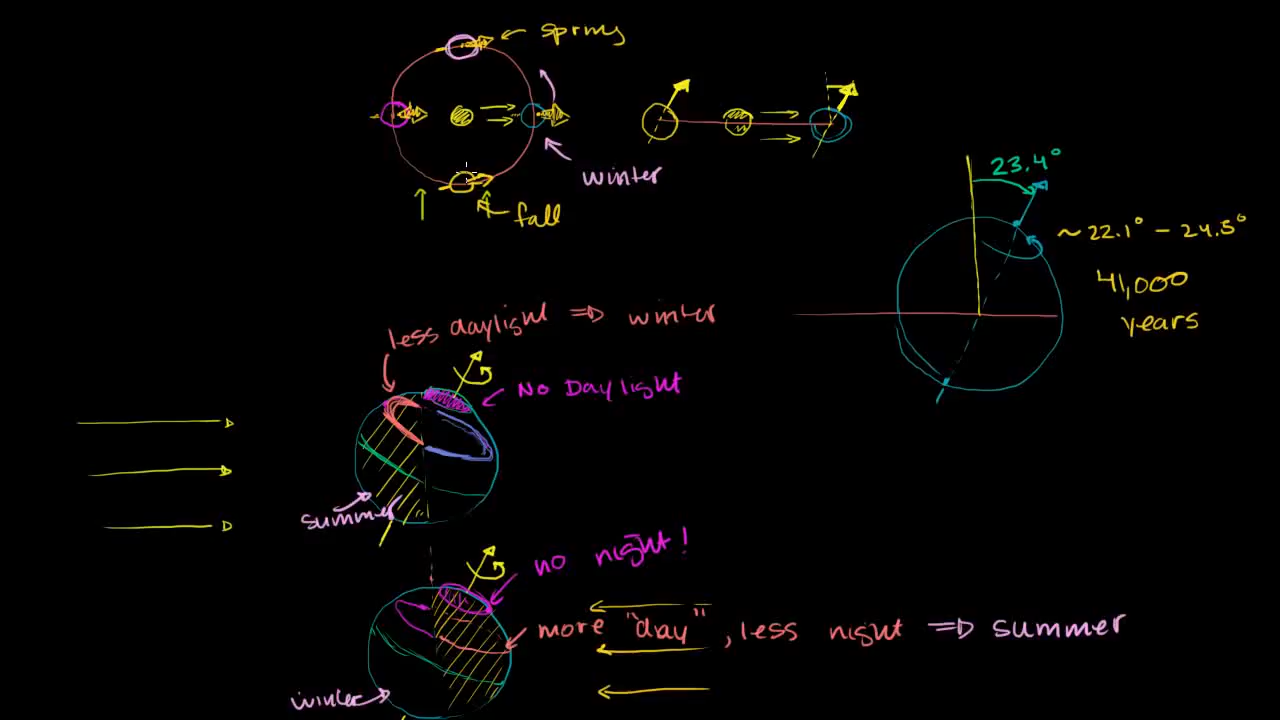 spring
winter
fall
23.4°
~22.1° - 24.5°
41,000
years
less daylight ⇒ winter
No Daylight
summer
no night!
more "day", less night ⇒ summer
winter